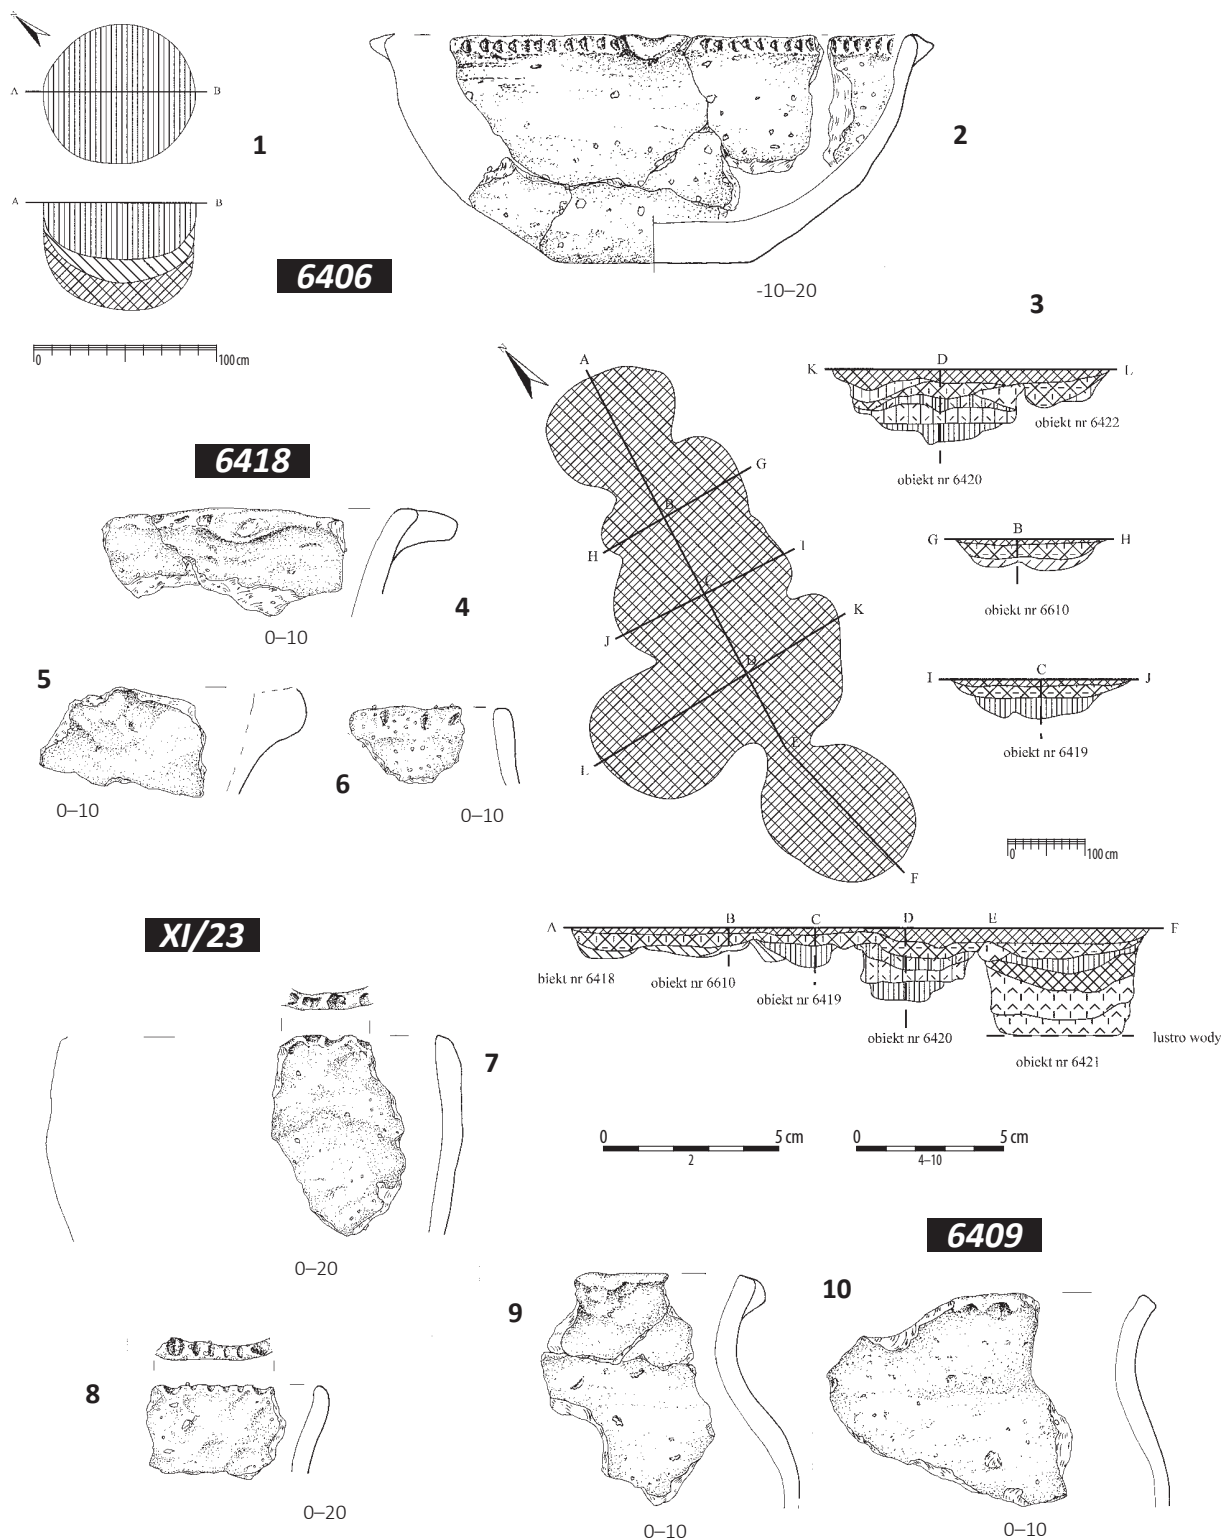 N
A B
1
A B
6406
0 100 cm
2
-10–20
3
6418
4
0–10
5
0–10
6
0–10
A
G
B
H
I
C
J
K
D
L
E
F
K D L
obiekt nr 6422
obiekt nr 6420
G B H
obiekt nr 6610
I C J
obiekt nr 6419
0 100 cm
XI/23
A B C D E F
biekt nr 6418
obiekt nr 6610
obiekt nr 6419
obiekt nr 6420
obiekt nr 6421
lustro wody
0 5 cm
2
0 5 cm
4–10
7
0–20
8
0–20
6409
9
0–10
10
0–10